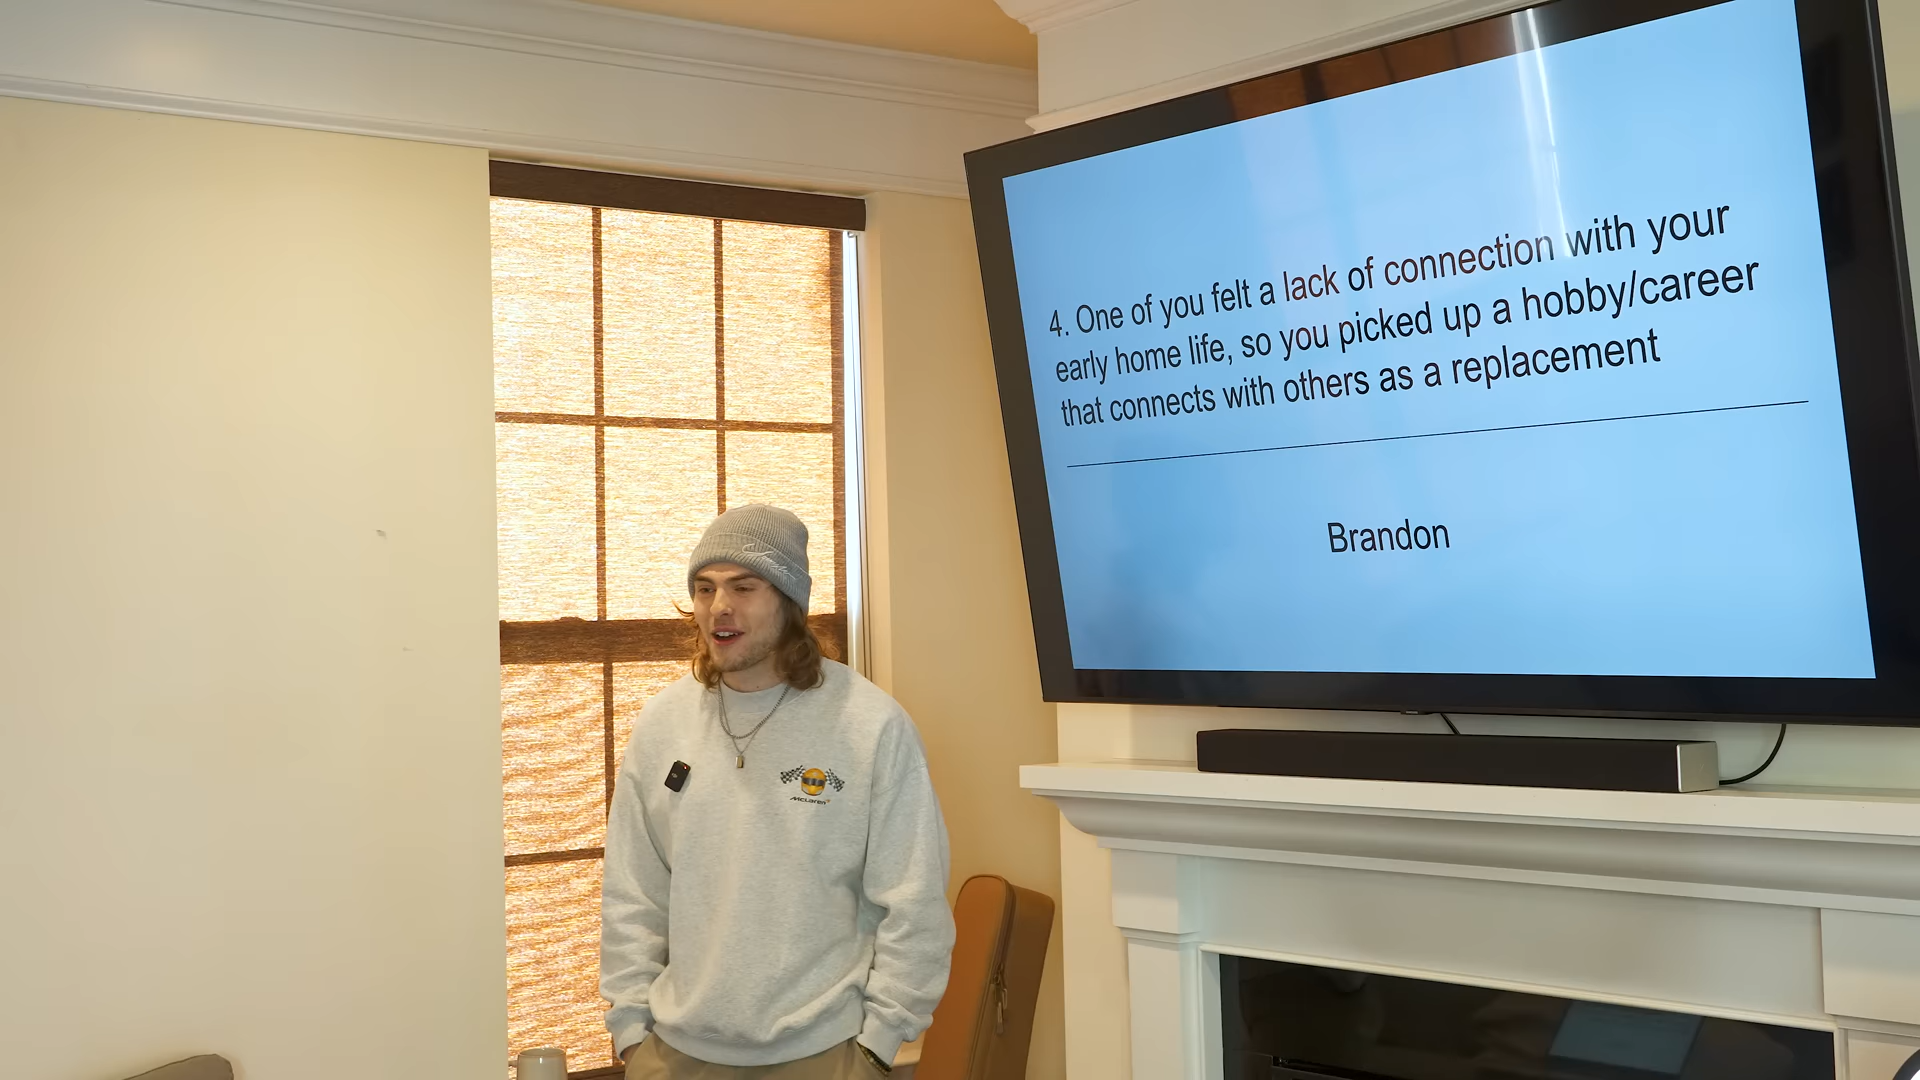 4. One of you felt a lack of connection with your
early home life, so you picked up a hobby/career
that connects with others as a replacement
Brandon
McLaren